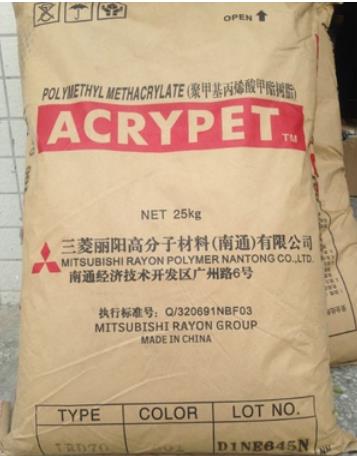 OPEN
POLYMETHYL METHACRYLATE (聚甲基丙烯酸甲酯树脂)
ACRYPET TM
NET 25kg
三菱丽阳高分子材料(南通)有限公司
MITSUBISHI RAYON POLYMER NANTONG CO.,LTD.
南通经济技术开发区广州路6号
执行标准号: Q/320691NBF03
MITSUBISHI RAYON GROUP
MADE IN CHINA
TYPE COLOR LOT NO.
D1NE645N